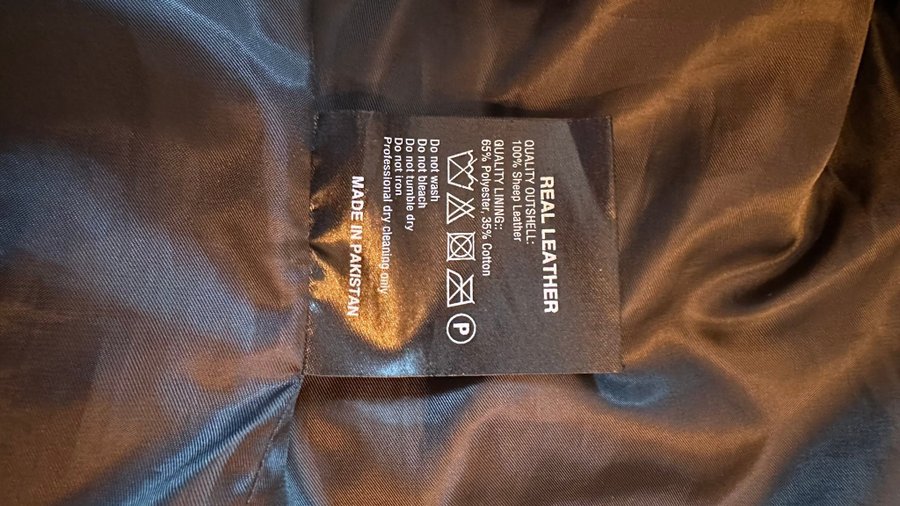 REAL LEATHER
QUALITY OUTSHELL:
100% Sheep Leather
QUALITY LINING::
65% Polyester, 35% Cotton
P
Do not wash
Do not bleach
Do not tumble dry
Do not iron
Professional dry cleaning only
MADE IN PAKISTAN